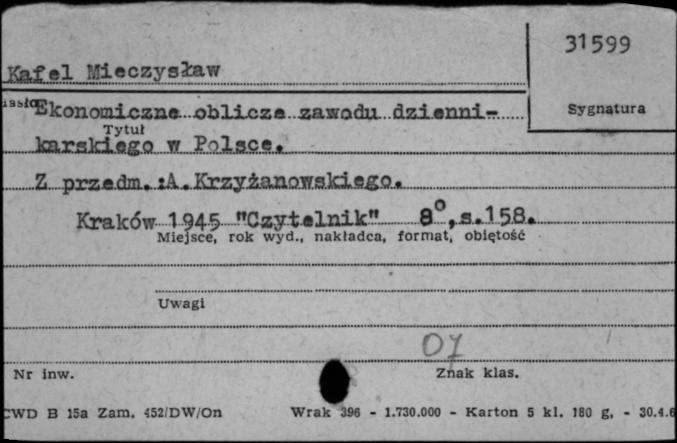 31599
Kafel Mieczysław
Sygnatura
Ekonomiczne oblicze zawodu dzienni-
Tytuł
karskiego w Polsce.
Z przedm.:A.Krzyżanowskiego.
Kraków 1945 "Czytelnik" 8°,s.158.
Miejsce, rok wyd., nakładca, format, objętość
Uwagi
07
Nr inw.
Znak klas.
CWD B 15a Zam. 452/DW/On Wrak 396 - 1.730.000 - Karton 5 kl. 180 g, - 30.4.6